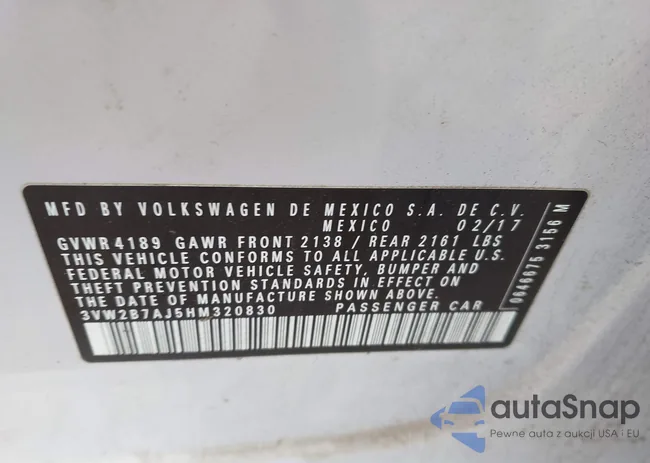 MFD BY VOLKSWAGEN DE MEXICO S.A. DE C.V.
MEXICO 02/17
GVWR 4189 GAWR FRONT 2138 / REAR 2161 LBS
THIS VEHICLE CONFORMS TO ALL APPLICABLE U.S.
FEDERAL MOTOR VEHICLE SAFETY, BUMPER AND
THEFT PREVENTION STANDARDS IN EFFECT ON
THE DATE OF MANUFACTURE SHOWN ABOVE.
3VW2B7AJ5HM320830 PASSENGER CAR
06A6675 3156 M
autaSnap
Pewne auta z aukcji USA i EU